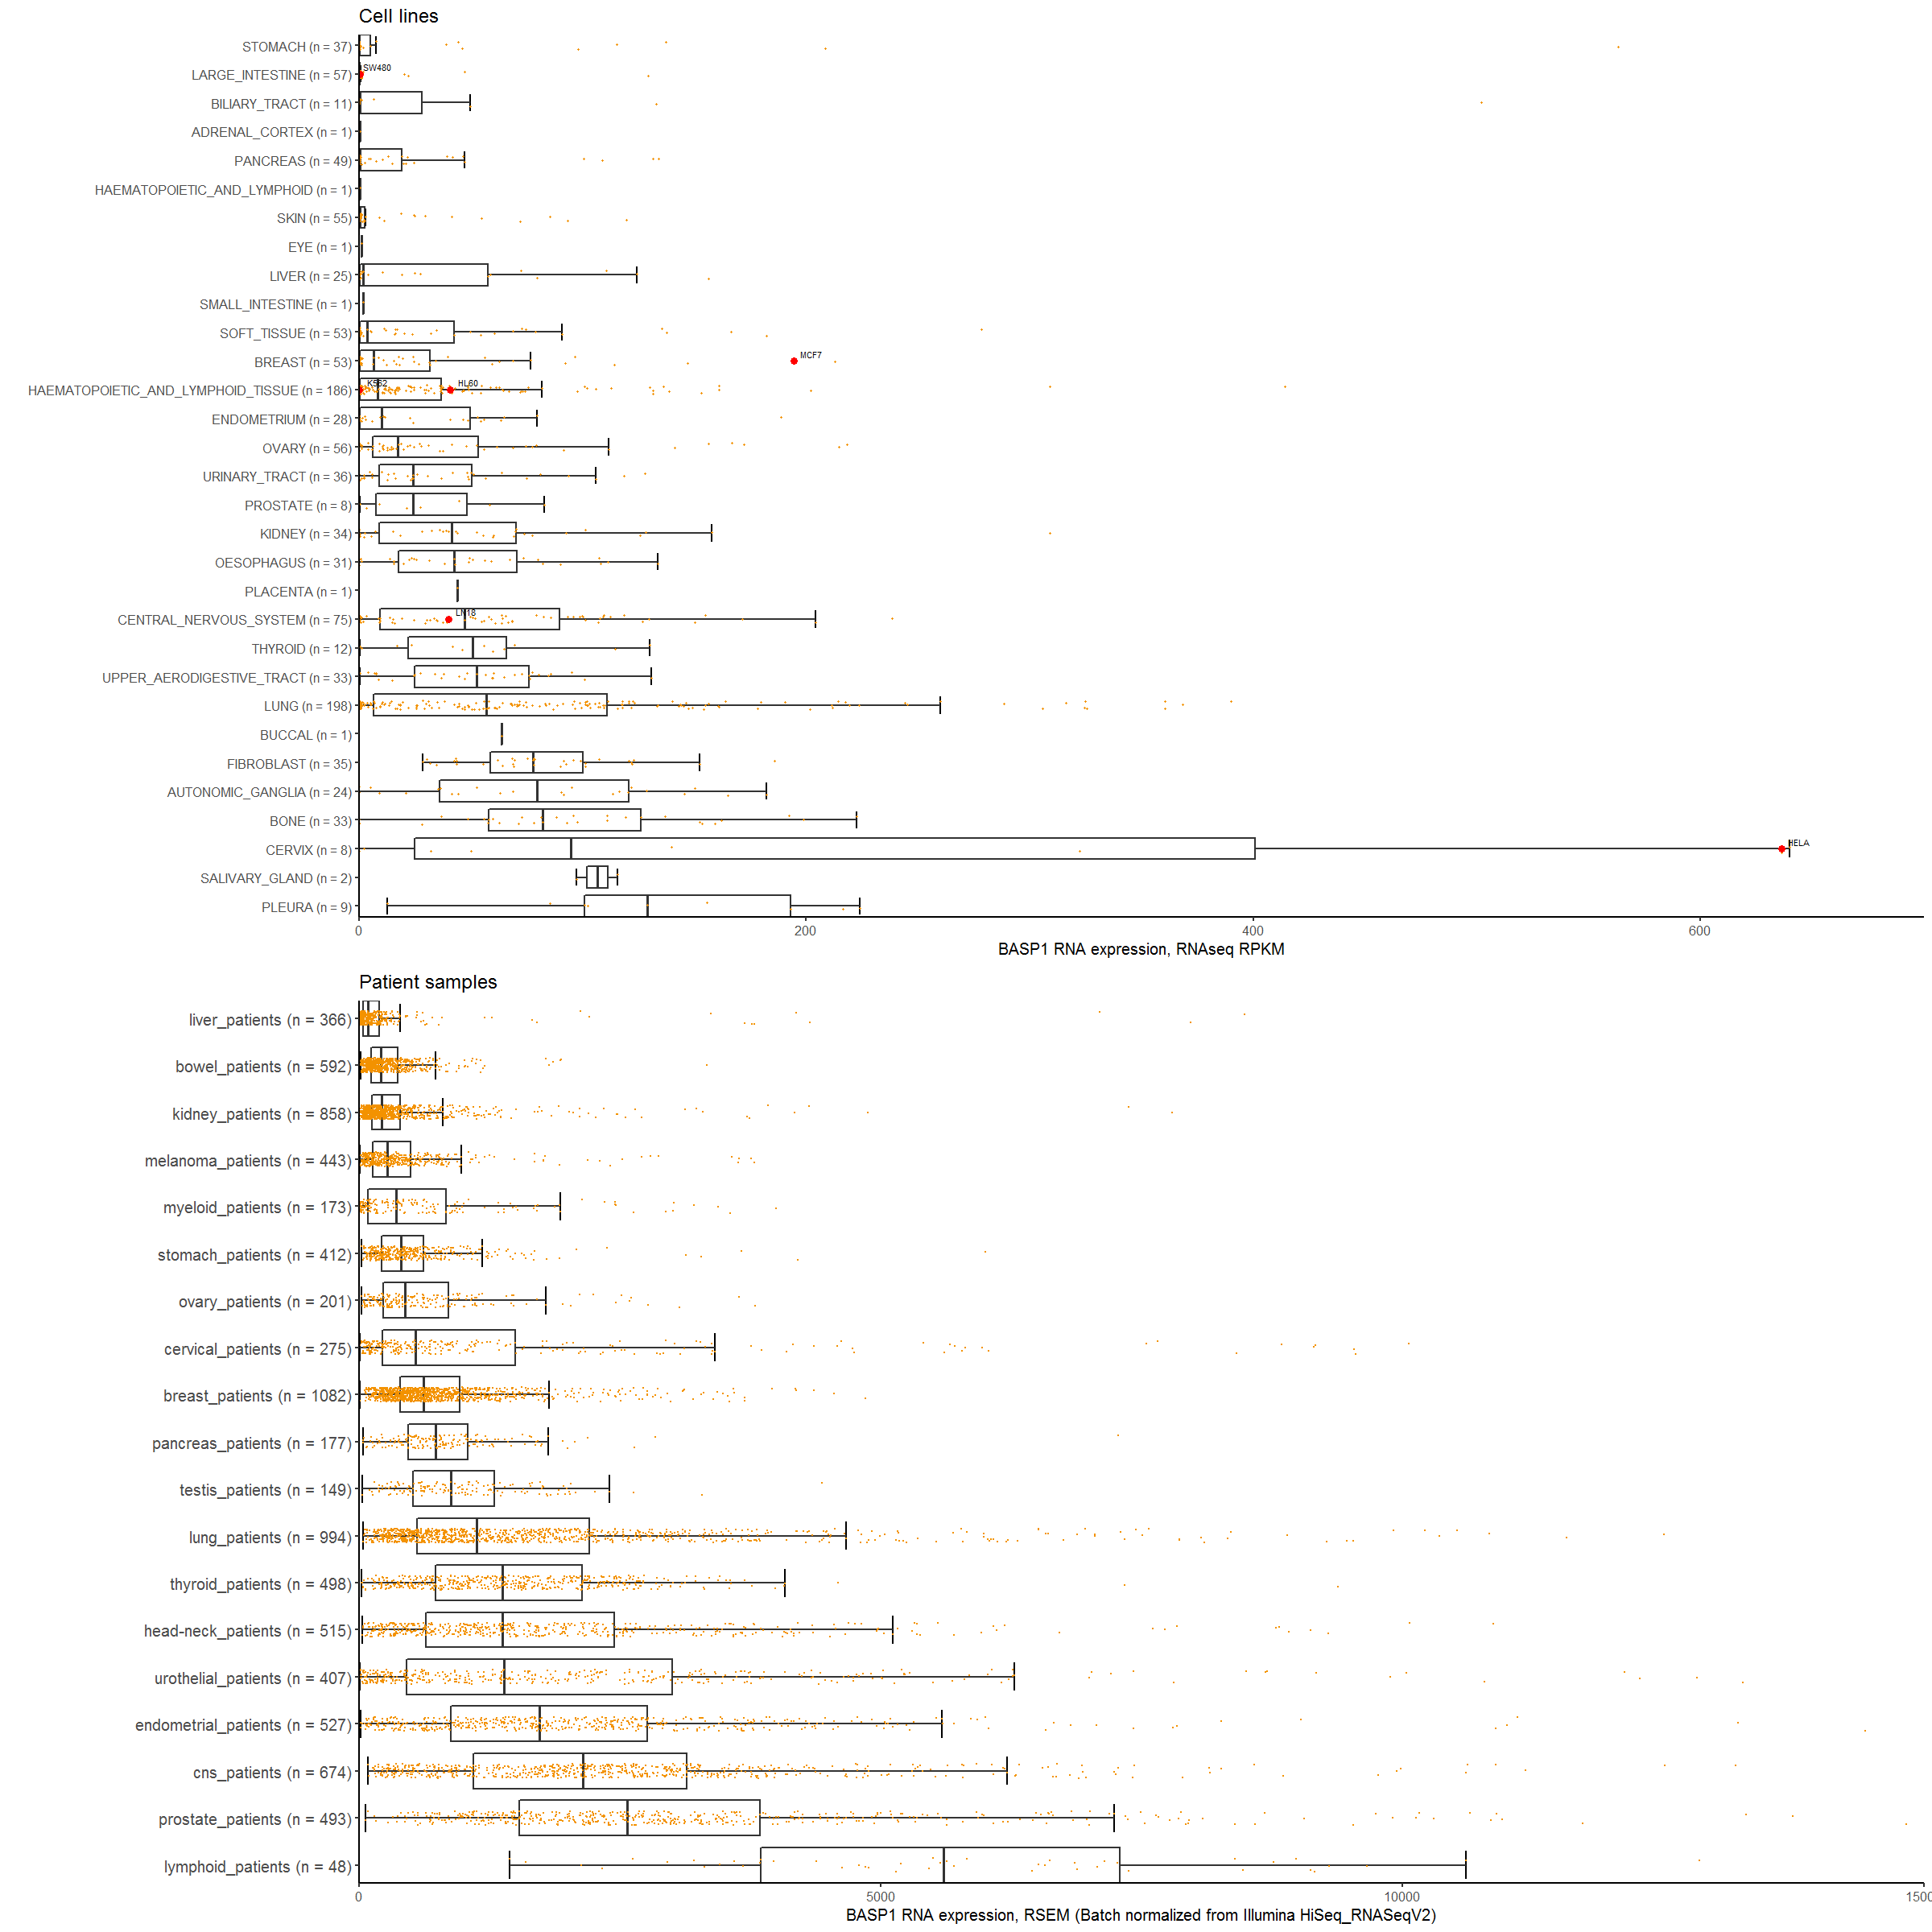 Cell lines
STOMACH (n = 37)
LARGE_INTESTINE (n = 57)
SW480
BILIARY_TRACT (n = 11)
ADRENAL_CORTEX (n = 1)
PANCREAS (n = 49)
HAEMATOPOIETIC_AND_LYMPHOID (n = 1)
SKIN (n = 55)
EYE (n = 1)
LIVER (n = 25)
SMALL_INTESTINE (n = 1)
SOFT_TISSUE (n = 53)
BREAST (n = 53)
MCF7
HAEMATOPOIETIC_AND_LYMPHOID_TISSUE (n = 186)
K562
HL60
ENDOMETRIUM (n = 28)
OVARY (n = 56)
URINARY_TRACT (n = 36)
PROSTATE (n = 8)
KIDNEY (n = 34)
OESOPHAGUS (n = 31)
PLACENTA (n = 1)
CENTRAL_NERVOUS_SYSTEM (n = 75)
LN18
THYROID (n = 12)
UPPER_AERODIGESTIVE_TRACT (n = 33)
LUNG (n = 198)
BUCCAL (n = 1)
FIBROBLAST (n = 35)
AUTONOMIC_GANGLIA (n = 24)
BONE (n = 33)
CERVIX (n = 8)
HELA
SALIVARY_GLAND (n = 2)
PLEURA (n = 9)
0 200 400 600
BASP1 RNA expression, RNAseq RPKM
Patient samples
liver_patients (n = 366)
bowel_patients (n = 592)
kidney_patients (n = 858)
melanoma_patients (n = 443)
myeloid_patients (n = 173)
stomach_patients (n = 412)
ovary_patients (n = 201)
cervical_patients (n = 275)
breast_patients (n = 1082)
pancreas_patients (n = 177)
testis_patients (n = 149)
lung_patients (n = 994)
thyroid_patients (n = 498)
head-neck_patients (n = 515)
urothelial_patients (n = 407)
endometrial_patients (n = 527)
cns_patients (n = 674)
prostate_patients (n = 493)
lymphoid_patients (n = 48)
0 5000 10000 1500
BASP1 RNA expression, RSEM (Batch normalized from Illumina HiSeq_RNASeqV2)